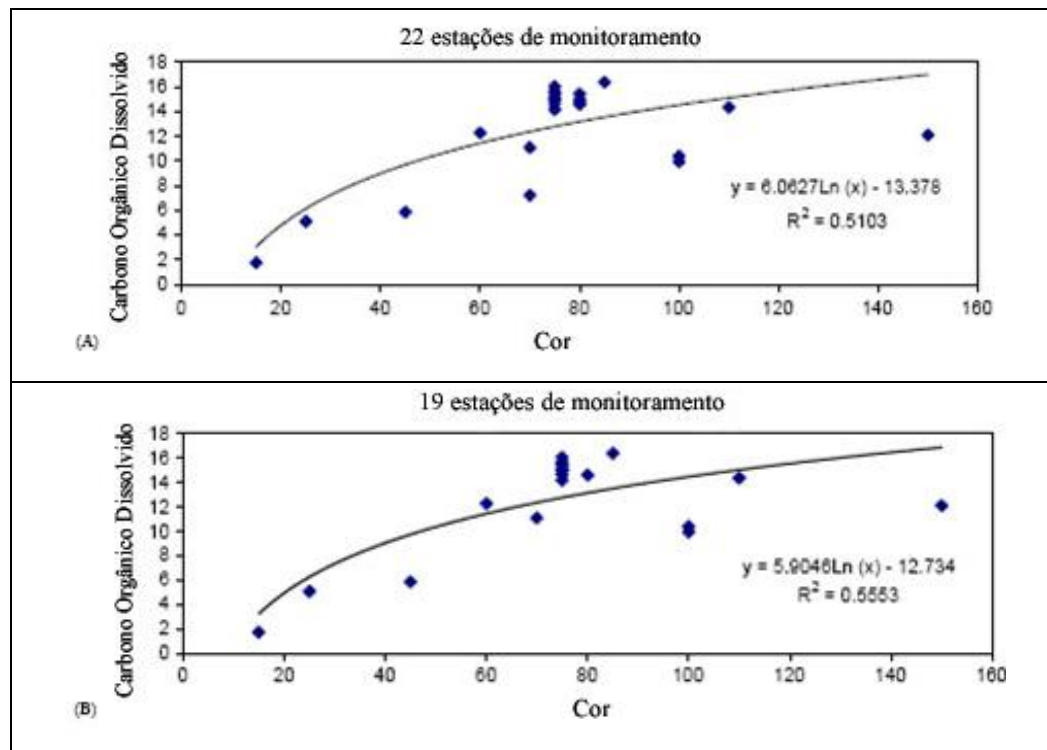 22 estações de monitoramento
Carbono Orgânico Dissolvido
18
16
14
12
10
8
6
4
2
0
y = 6.0627Ln (x) - 13.378
R² = 0.5103
0 20 40 60 80 100 120 140 160
(A)
Cor
19 estações de monitoramento
Carbono Orgânico Dissolvido
18
16
14
12
10
8
6
4
2
0
y = 5.9046Ln (x) - 12.734
R² = 0.5553
0 20 40 60 80 100 120 140 160
(B)
Cor